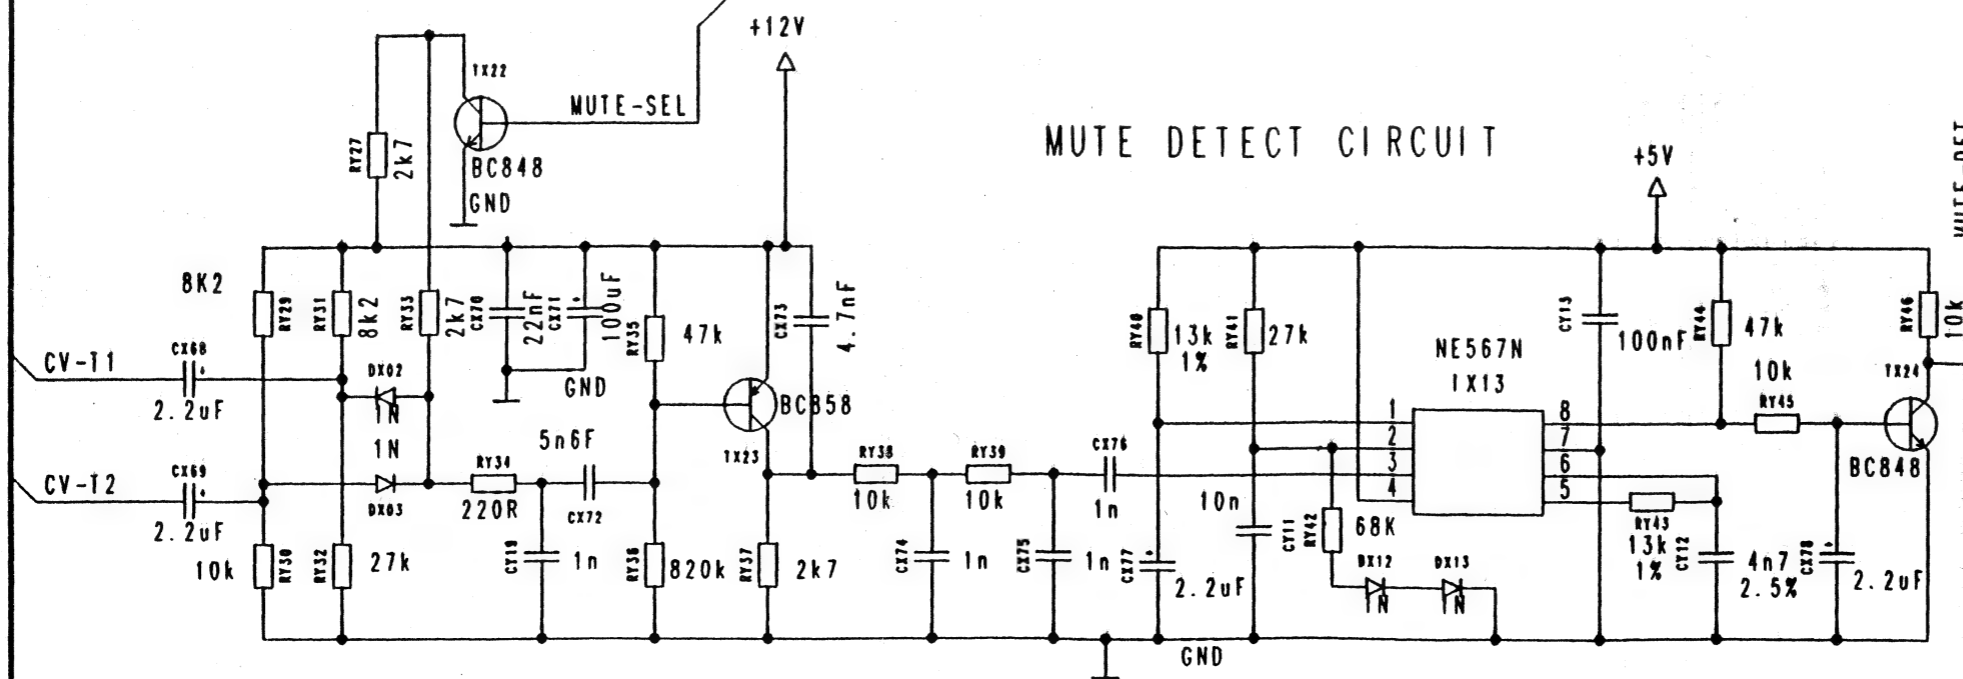 +12V
TX22
MUTE-SEL
RY27
2k7
BC848
GND
MUTE DETECT CIRCUIT
+5V
MUTE-DET
8K2
RY29
RY31
8k2
RY33
2k7
CX70
22nF
CX71
100uF
RY35
47k
CX73
4.7nF
RY40
13k
1%
RY41
27k
NE567N
IX13
CY13
100nF
RY44
47k
RY46
10k
CV-T1
CX68
+
2.2uF
DX02
1N
GND
BC858
TX23
10k
RY45
TX24
BC848
1
2
3
4
8
7
6
5
1N
CV-T2
CX69
+
2.2uF
DX03
RY34
220R
5n6F
CX72
RY38
10k
RY39
10k
CX76
1n
10n
CY11
RY42
68K
RY43
13k
1%
10k
RY30
RY32
27k
CY19
1n
RY36
820k
RY37
2k7
CX74
1n
CX75
1n
CX77
+
2.2uF
DX12
1N
DX13
1N
CY12
4n7
2.5%
CX78
+
2.2uF
GND